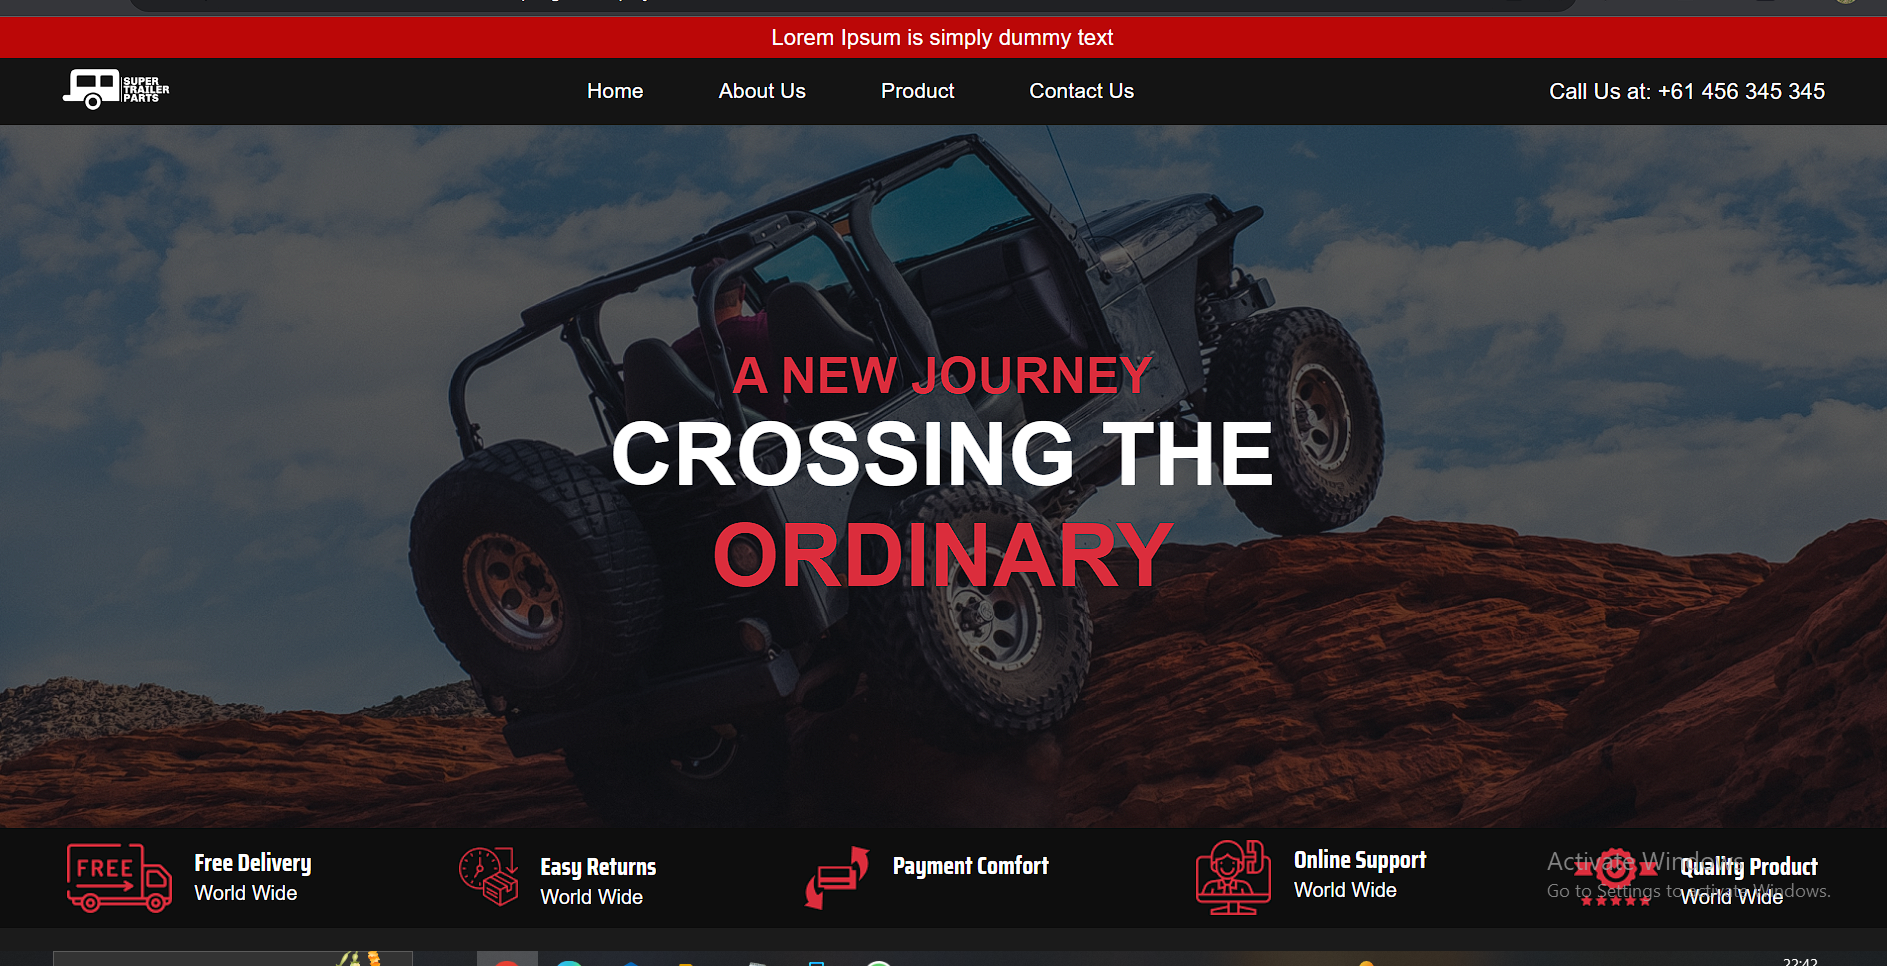 Lorem Ipsum is simply dummy text
SUPER
TRAILER
PARTS
Home
About Us
Product
Contact Us
Call Us at: +61 456 345 345
A NEW JOURNEY
CROSSING THE
ORDINARY
FREE
Free Delivery
World Wide
Easy Returns
World Wide
Payment Comfort
Online Support
World Wide
Quality Product
World Wide
Activate Windows
Go to Settings to activate Windows.
22:42